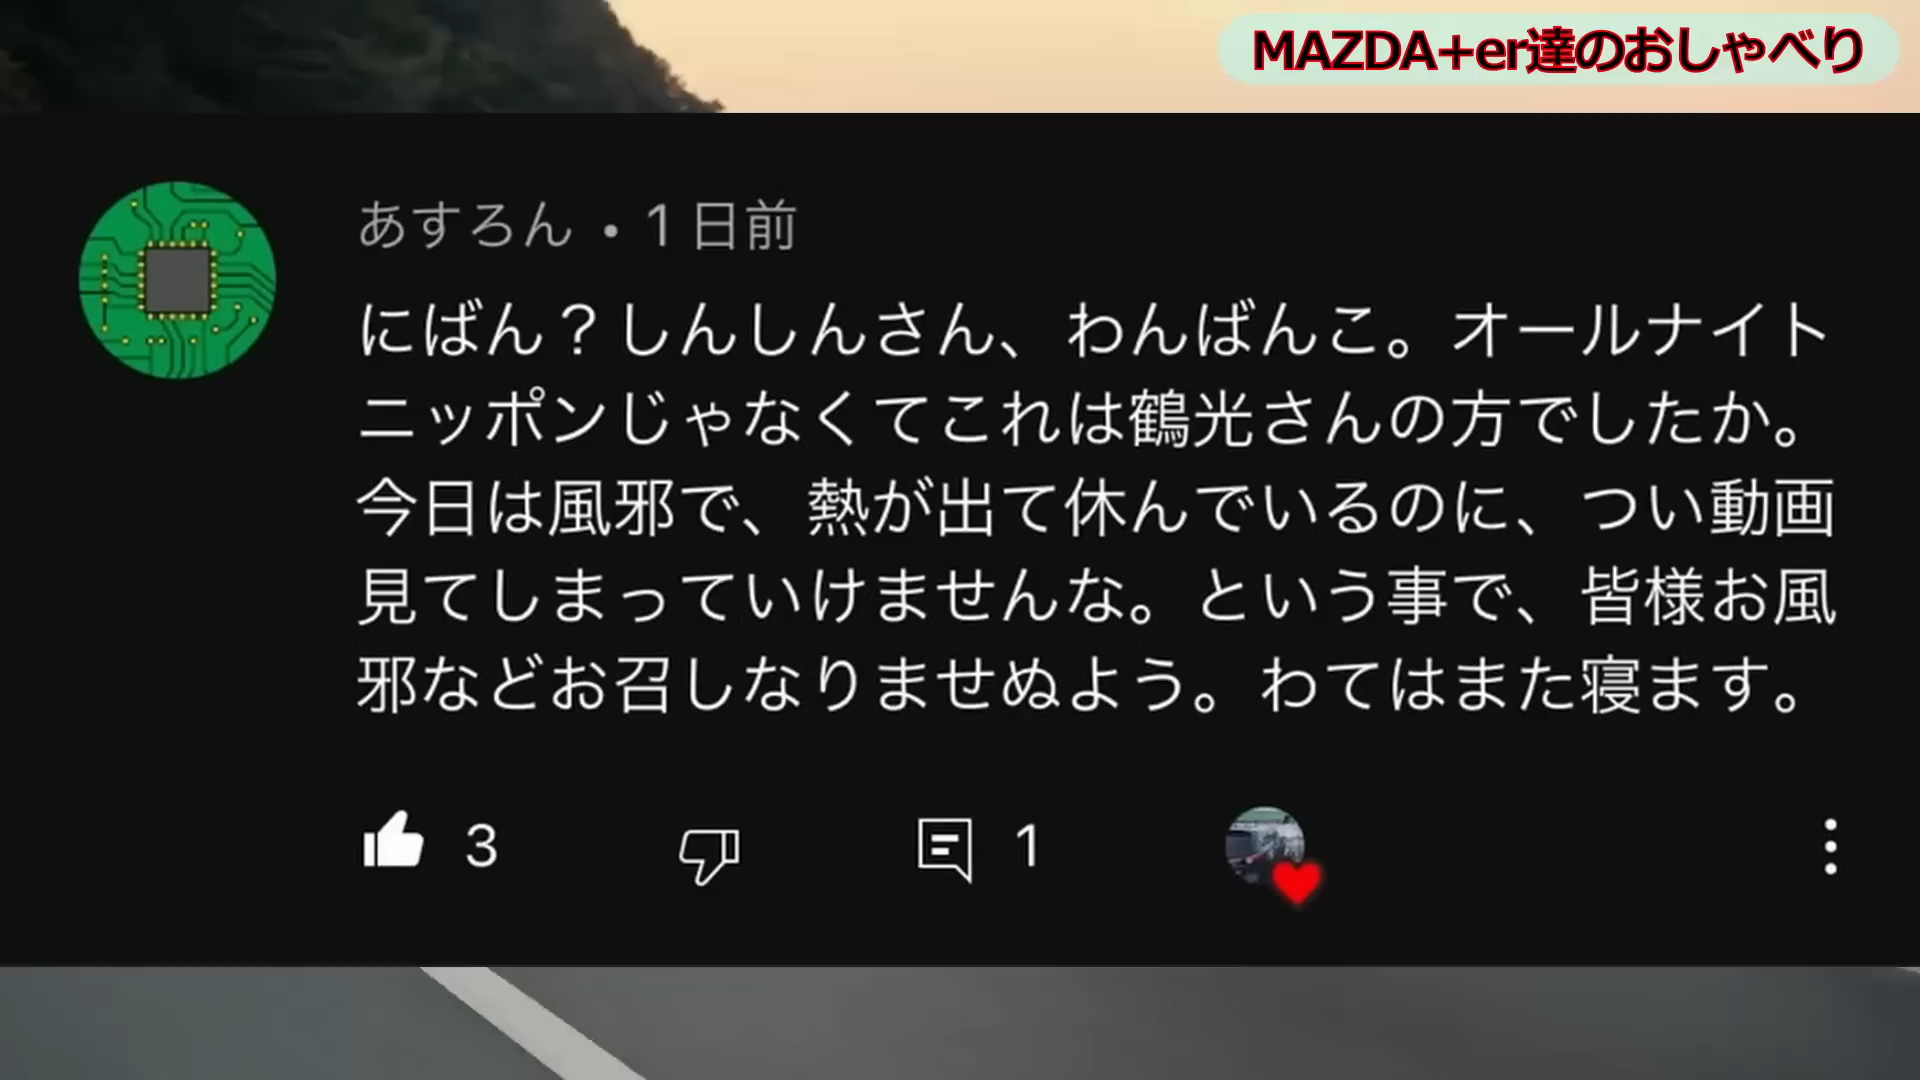 MAZDA+er達のおしゃべり
あすろん • 1 日前
にばん？しんしんさん、わんばんこ。オールナイト
ニッポンじゃなくてこれは鶴光さんの方でしたか。
今日は風邪で、熱が出て休んでいるのに、つい動画
見てしまっていけませんな。という事で、皆様お風
邪などお召しなりませぬよう。わてはまた寝ます。
3 1